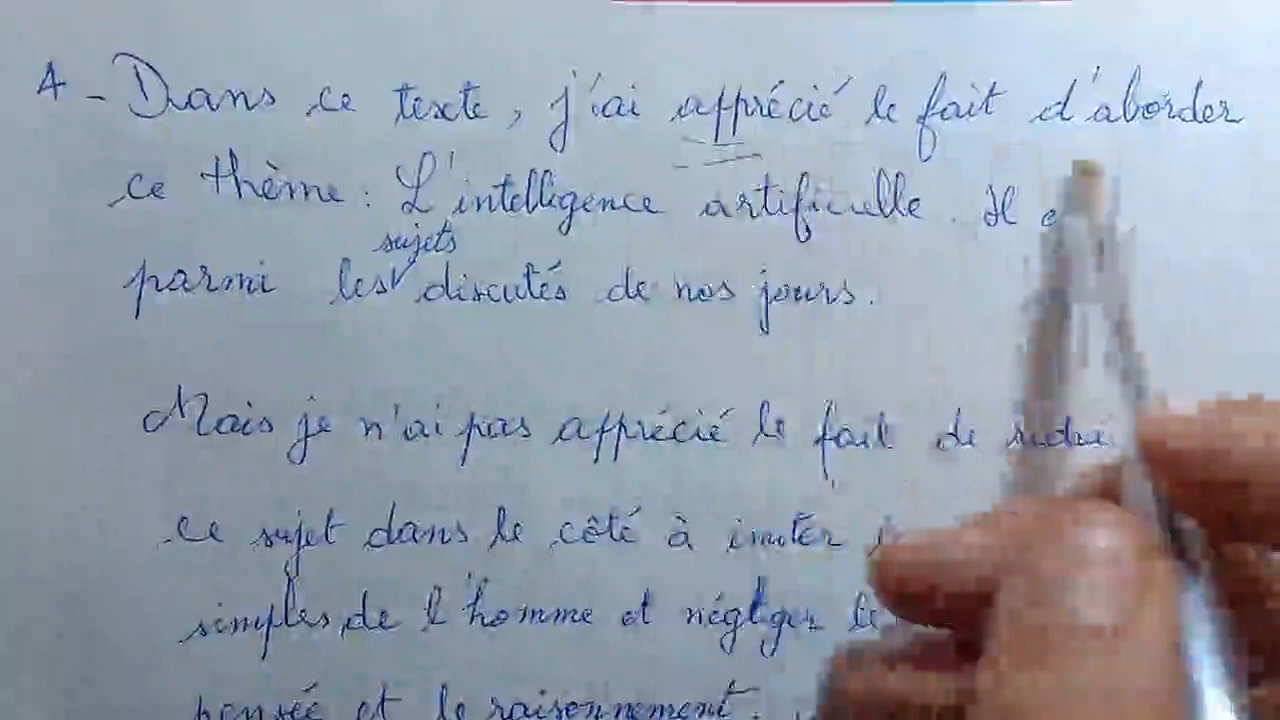 4 - Dans ce texte, j'ai apprécié le fait d'aborder
ce thème : L'intelligence artificielle. Il
sujets
parmi les discutés de nos jours.
Mais je n'ai pas apprécié le fait de
ce sujet dans le côté à imiter
simples de l'homme et négliger le
pensée et le raisonnement.